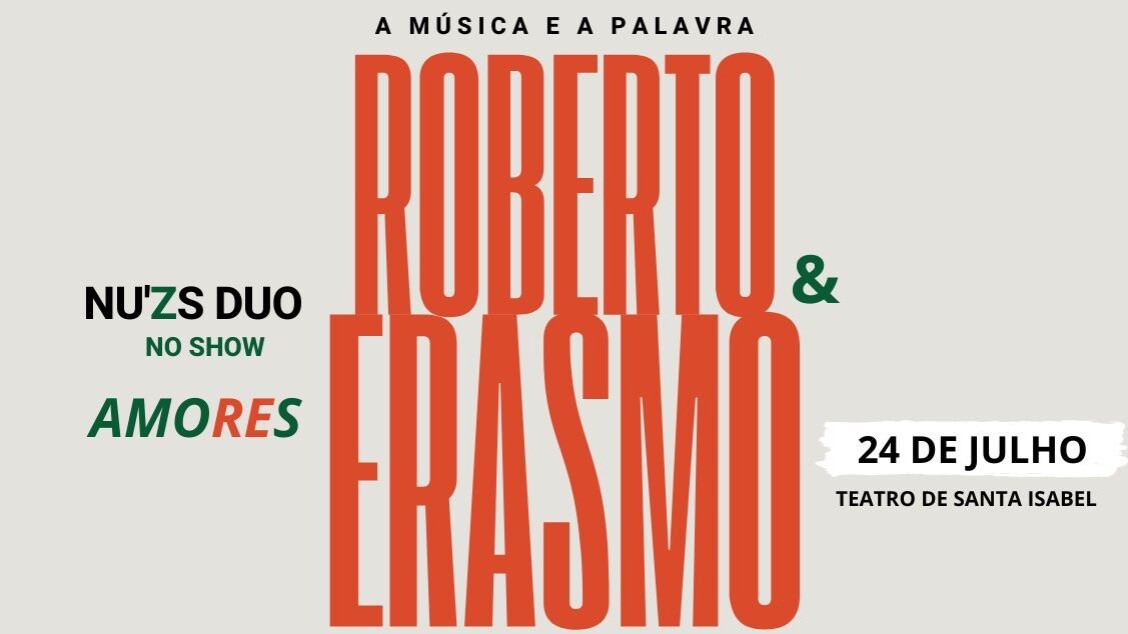 A MÚSICA E A PALAVRA
ROBERTO
&
ERASMO
NU'ZS DUO
NO SHOW
AMORES
24 DE JULHO
TEATRO DE SANTA ISABEL